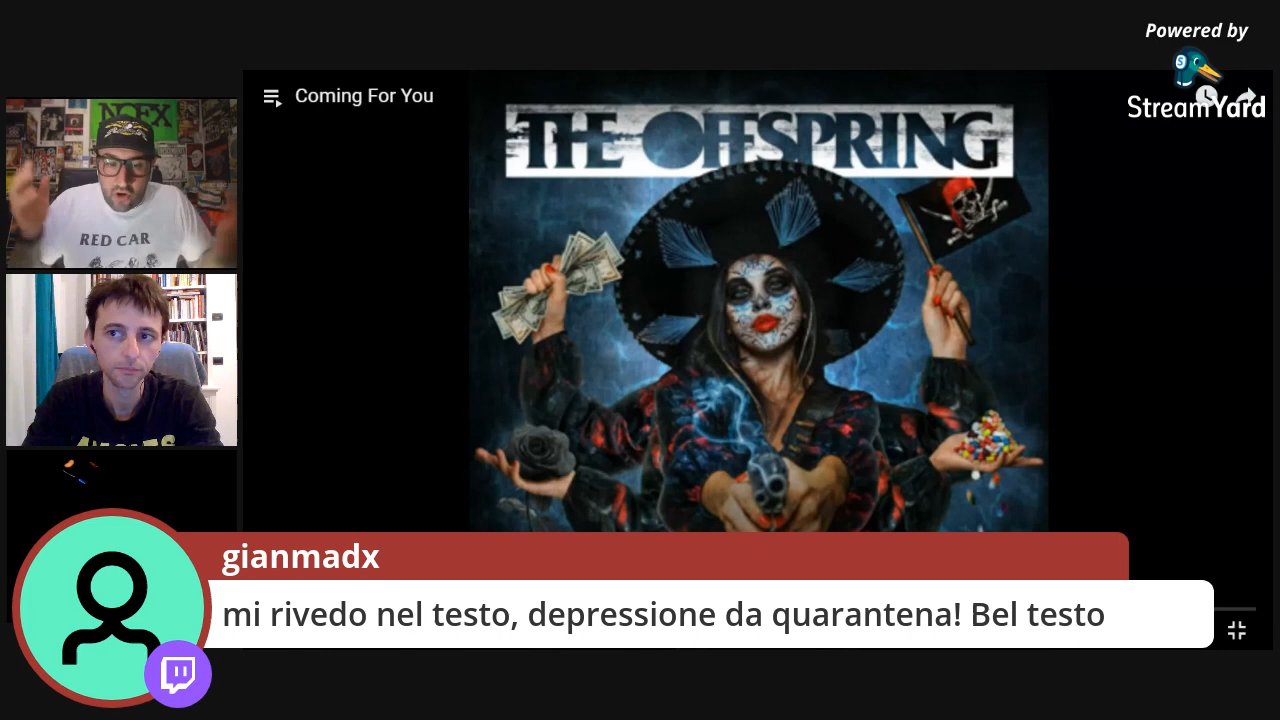 Powered by
StreamYard
Coming For You
THE OFFSPRING
NOFX
RED CAR
gianmadx
mi rivedo nel testo, depressione da quarantena! Bel testo